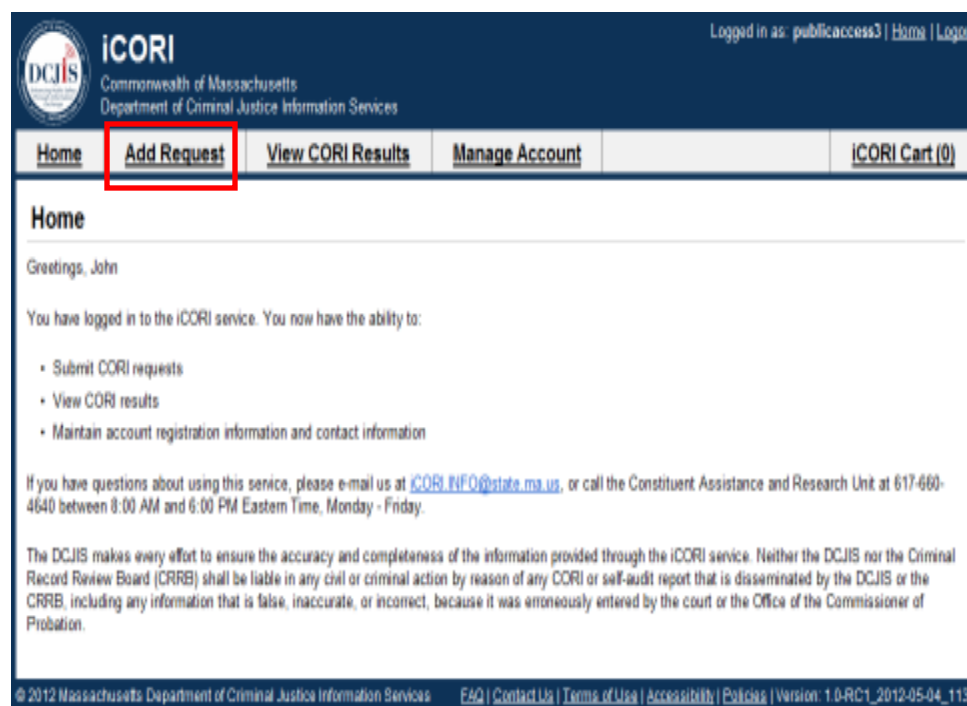 Logged in as: publicaccess3 | Home |
DCJIS
iCORI
Commonwealth of Massachusetts
Department of Criminal Justice Information Services
Home Add Request View CORI Results Manage Account iCORI Cart (0)
Home
Greetings, John
You have logged in to the iCORI service. You now have the ability to:
• Submit CORI requests
• View CORI results
• Maintain account registration information and contact information
If you have questions about using this service, please e-mail us at iCORI.INFO@state.ma.us, or call the Constituent Assistance and Research Unit at 617-660-
4640 between 8:00 AM and 6:00 PM Eastern Time, Monday - Friday.
The DCJIS makes every effort to ensure the accuracy and completeness of the information provided through the iCORI service. Neither the DCJIS nor the Criminal
Record Review Board (CRRB) shall be liable in any civil or criminal action by reason of any CORI or self-audit report that is disseminated by the DCJIS or the
CRRB, including any information that is false, inaccurate, or incorrect, because it was erroneously entered by the court or the Office of the Commissioner of
Probation.
© 2012 Massachusetts Department of Criminal Justice Information Services FAQ | Contact Us | Terms of Use | Accessibility | Policies | Version: 1.0-RC1_2012-05-04_113